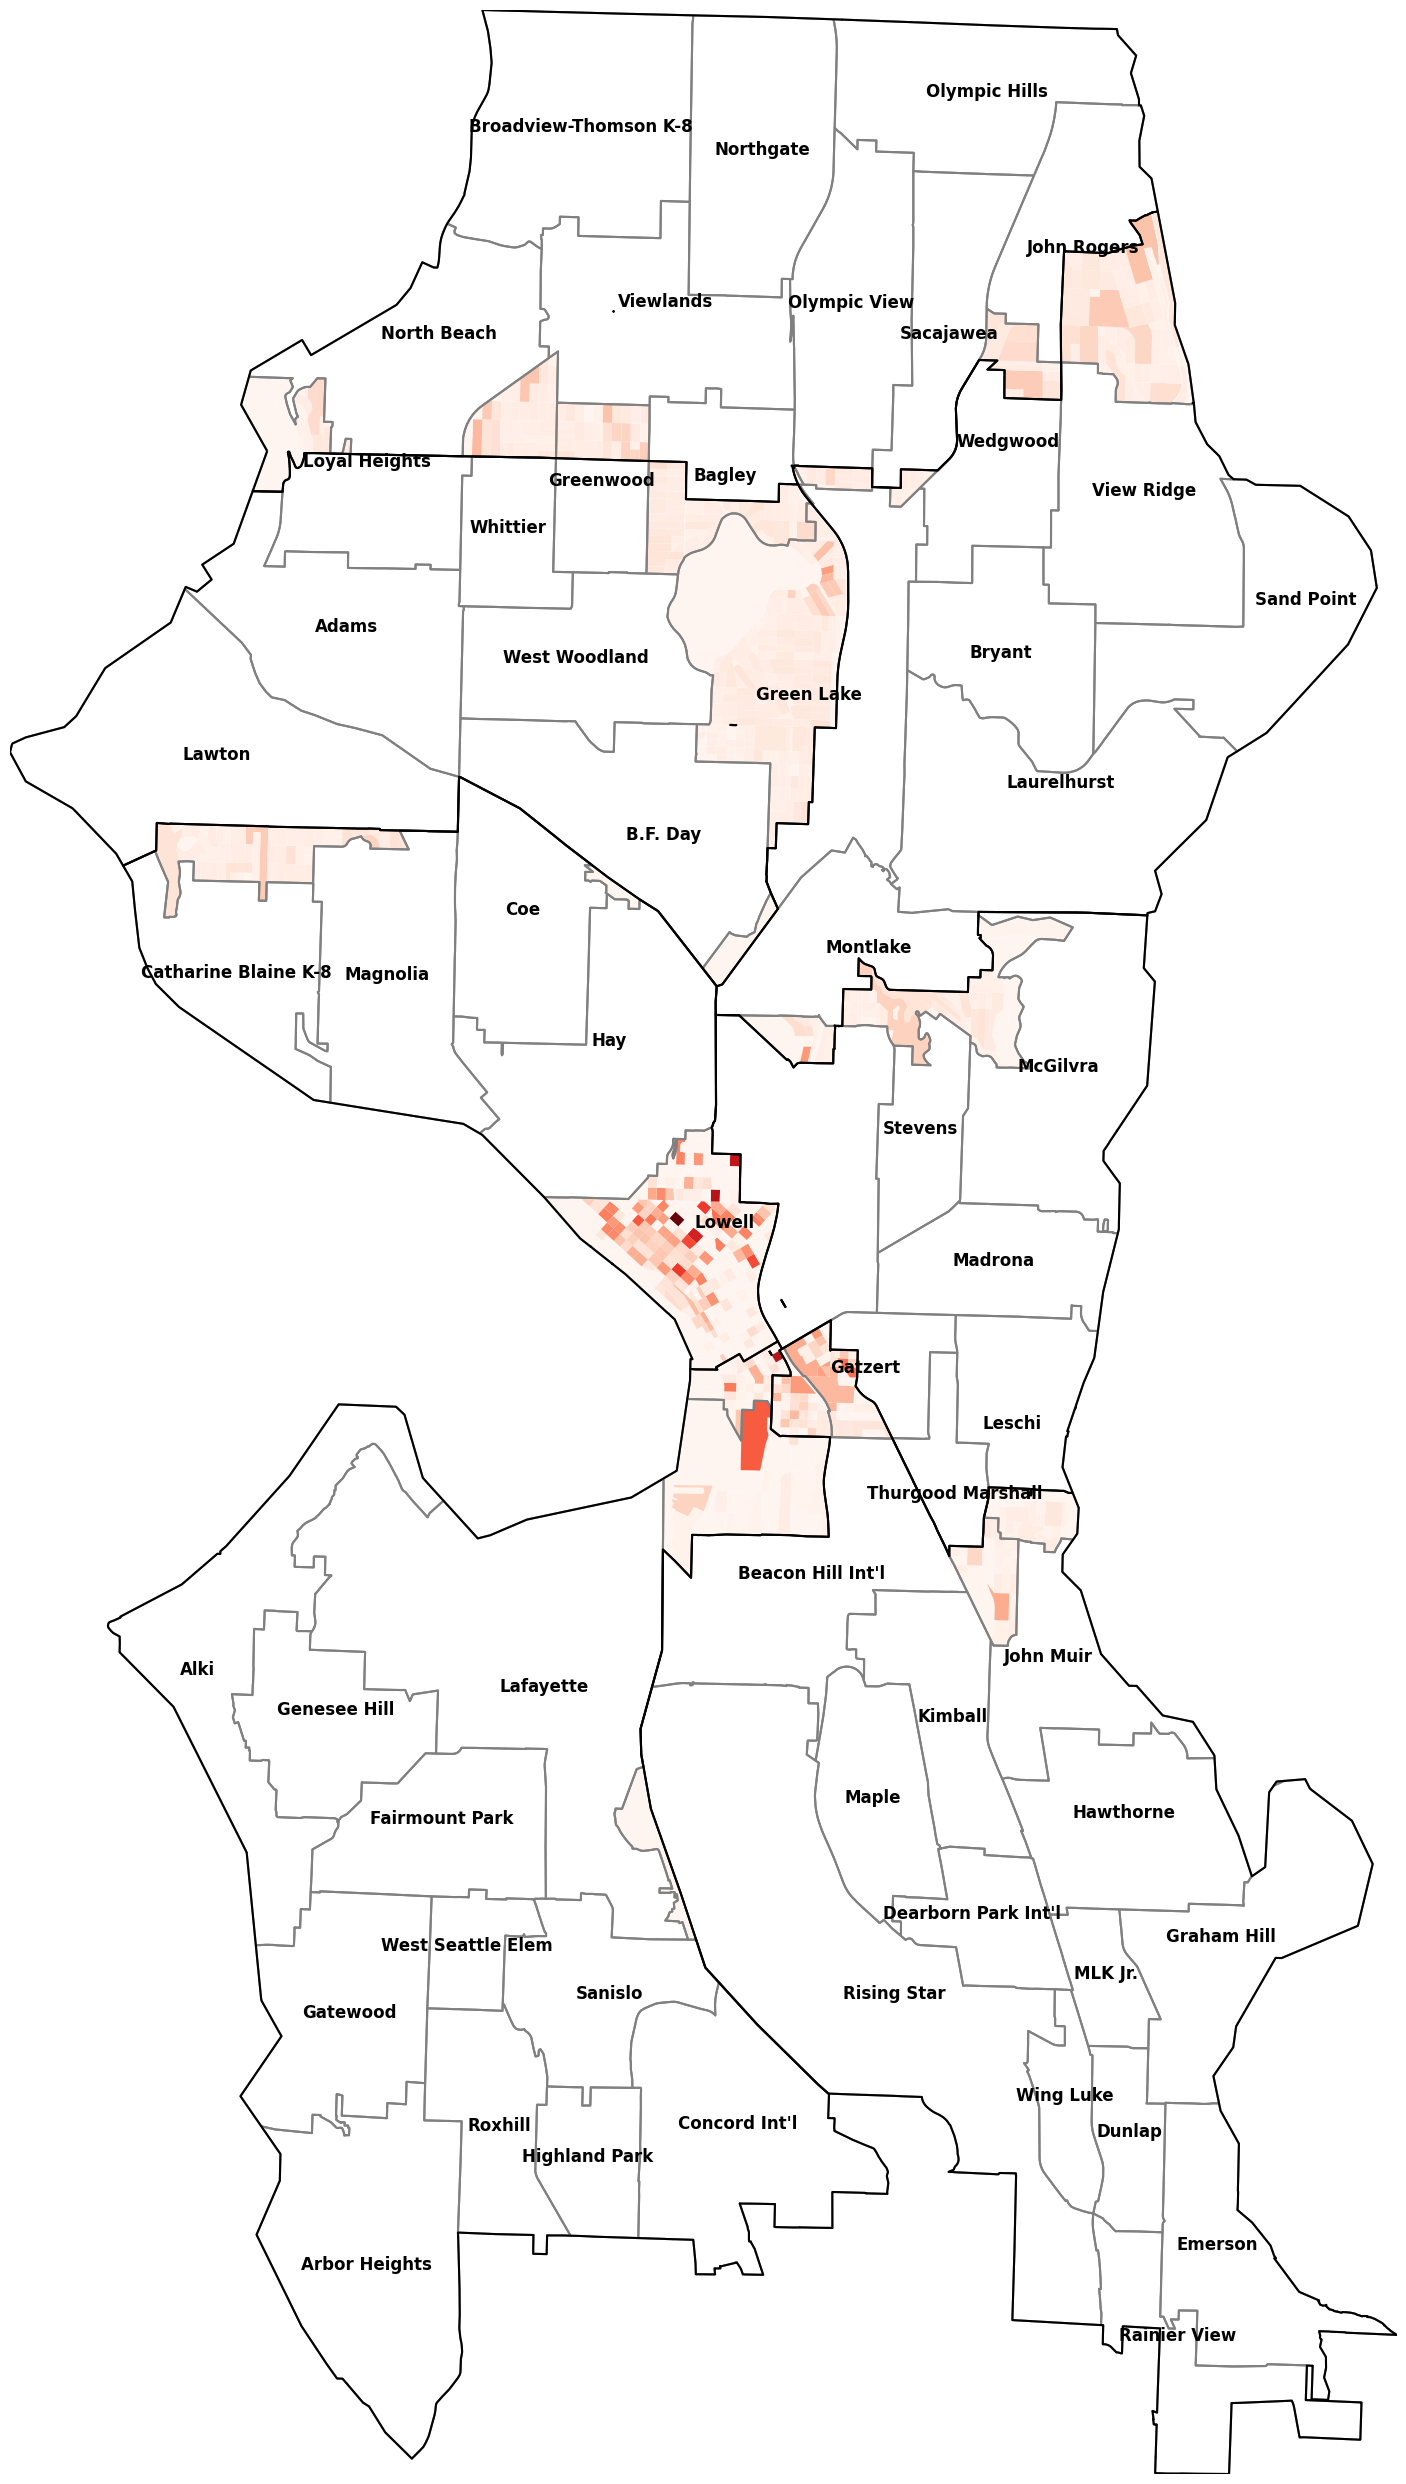 Olympic Hills
Broadview-Thomson K-8
Northgate
John Rogers
Viewlands
Olympic View
North Beach
Sacajawea
Wedgwood
Loyal Heights
Bagley
Greenwood
View Ridge
Whittier
Sand Point
Adams
Bryant
West Woodland
Green Lake
Lawton
Laurelhurst
B.F. Day
Coe
Montlake
Catharine Blaine K-8
Magnolia
Hay
McGilvra
Stevens
Lowell
Madrona
Gatzert
Leschi
Thurgood Marshall
Beacon Hill Int'l
John Muir
Alki
Lafayette
Genesee Hill
Kimball
Maple
Hawthorne
Fairmount Park
Dearborn Park Int'l
Graham Hill
West Seattle Elem
MLK Jr.
Sanislo
Rising Star
Gatewood
Wing Luke
Concord Int'l
Roxhill
Dunlap
Highland Park
Emerson
Arbor Heights
Rainier View